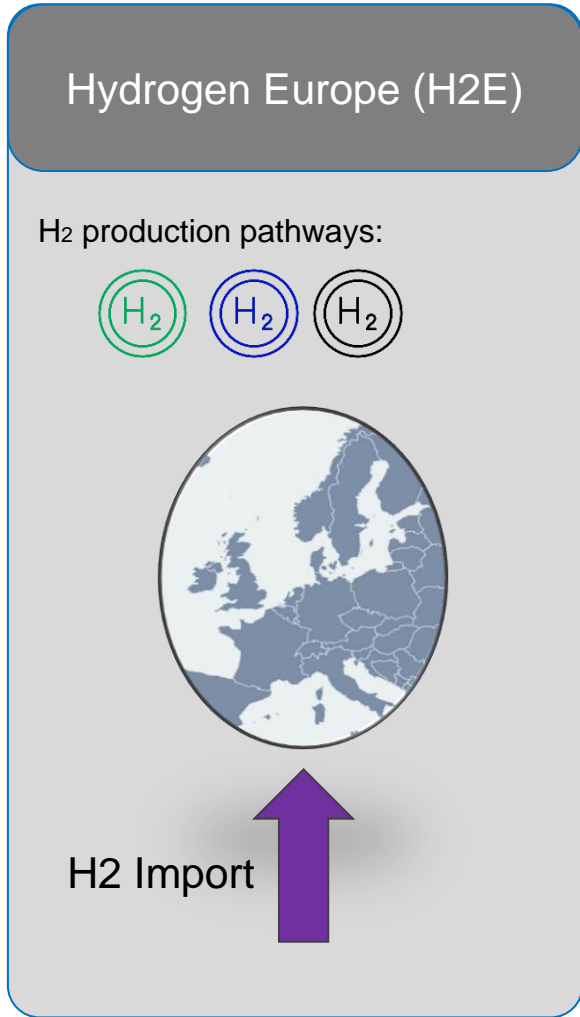 Hydrogen Europe (H2E)
H₂ production pathways:
H₂ H₂ H₂
H2 Import